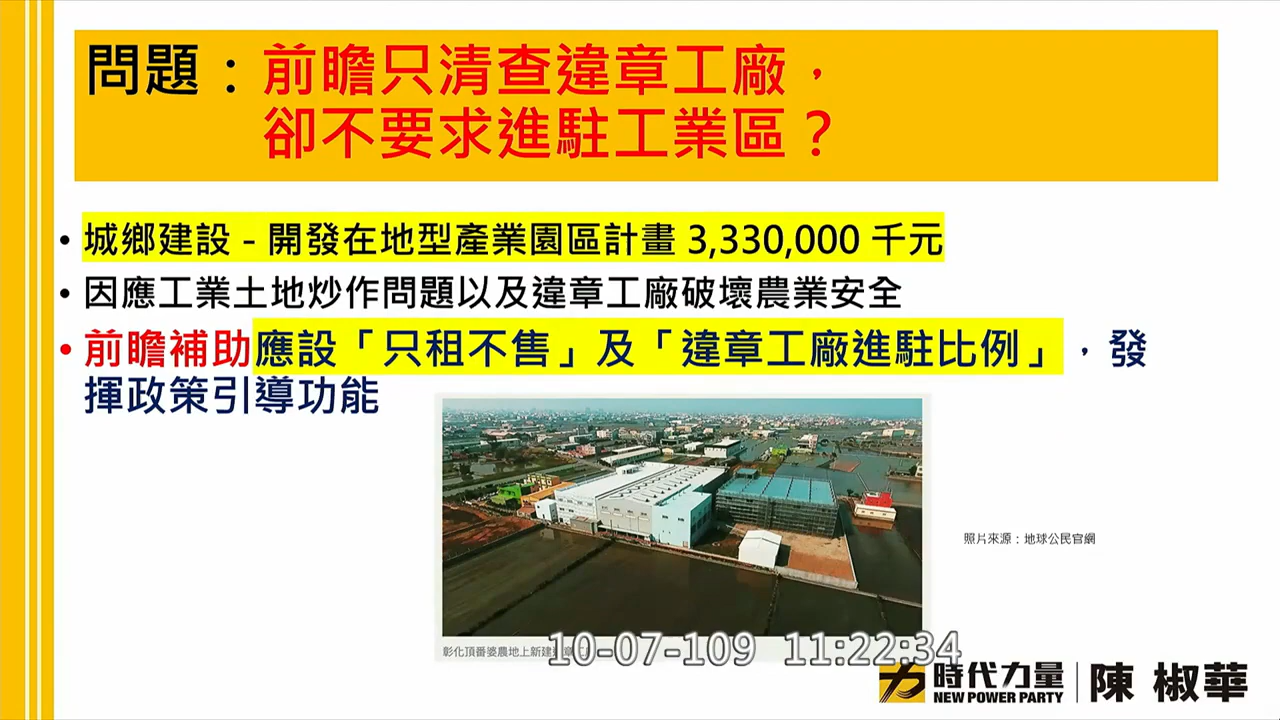 問題：前瞻只清查違章工廠，
卻不要求進駐工業區？
• 城鄉建設 - 開發在地型產業園區計畫 3,330,000 千元
• 因應工業土地炒作問題以及違章工廠破壞農業安全
• 前瞻補助應設「只租不售」及「違章工廠進駐比例」，發
揮政策引導功能
照片來源：地球公民官網
彰化頂番婆農地上新建
10-07-109 11:22:34
時代力量
NEW POWER PARTY
陳 椒華